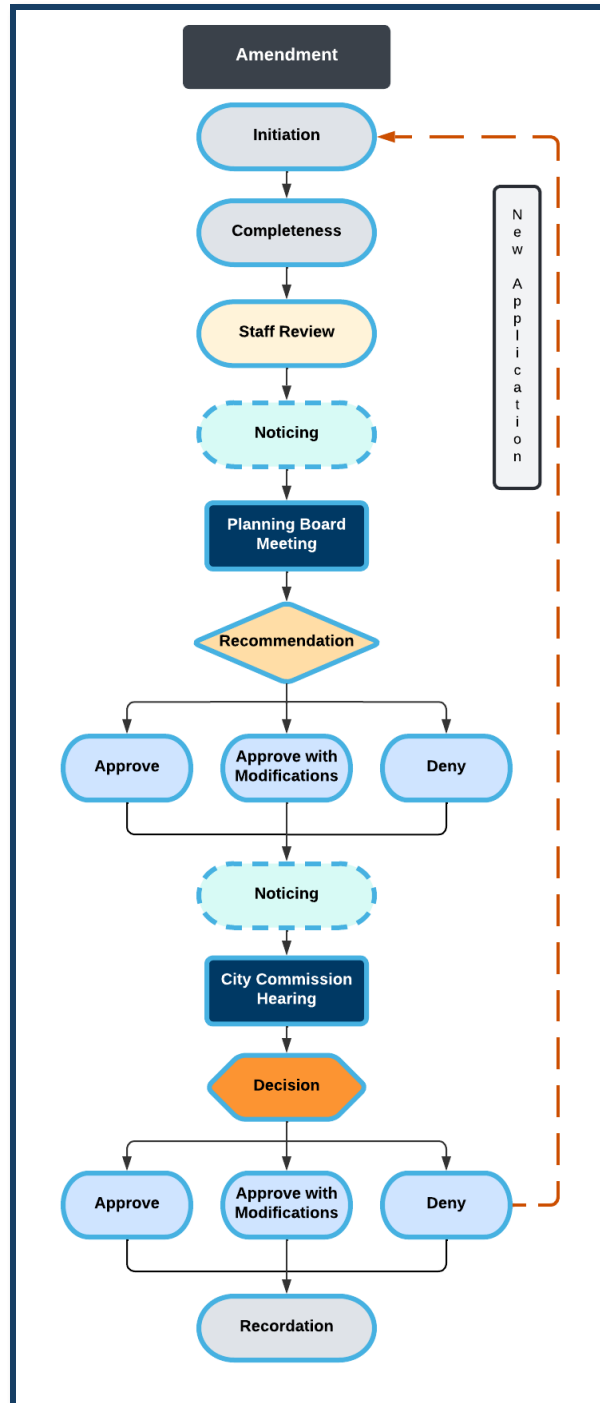 Amendment
Initiation
New Application
Completeness
Staff Review
Noticing
Planning Board
Meeting
Recommendation
Approve
Approve with
Modifications
Deny
Noticing
City Commission
Hearing
Decision
Approve
Approve with
Modifications
Deny
Recordation